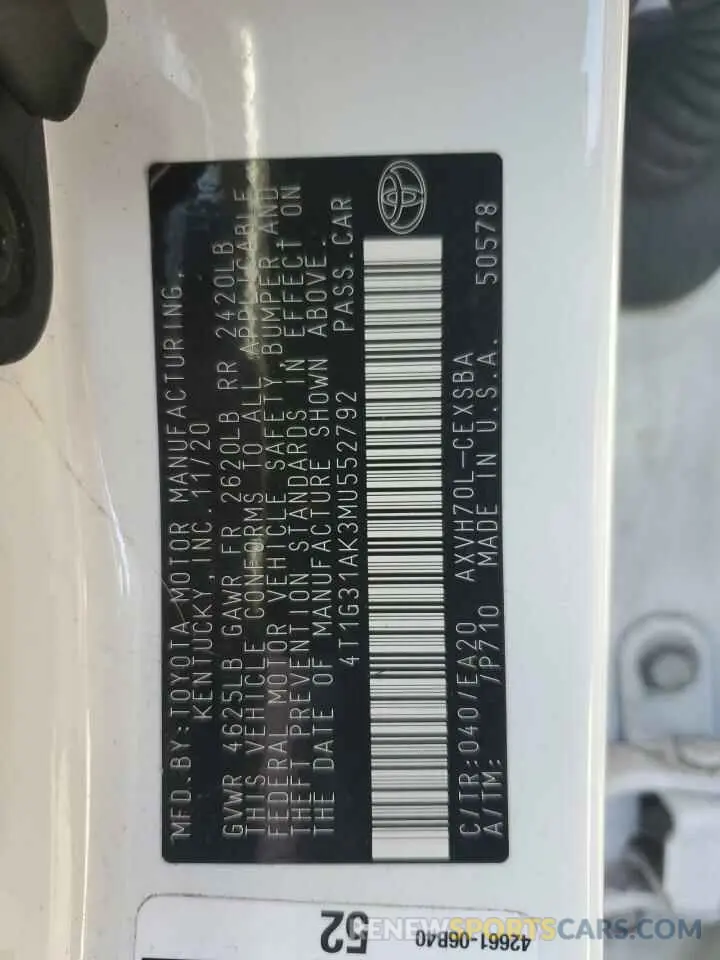 MFD.BY:TOYOTA MOTOR MANUFACTURING,
KENTUCKY,INC.11/20
GVWR 4625LB GAWR FR 2620LB RR 2420LB
THIS VEHICLE CONFORMS TO ALL APPLICABLE
FEDERAL MOTOR VEHICLE SAFETY BUMPER AND
THEFT PREVENTION STANDARDS IN EFFECT ON
THE DATE OF MANUFACTURE SHOWN ABOVE.
4T1G31AK3MU552792 PASS.CAR
C/TR:040/EA20 AXVH70L-CEXSBA
A/TM: /P710 MADE IN U.S.A. 50578
52
42661-06B40
RENEWSPORTSCARS.COM